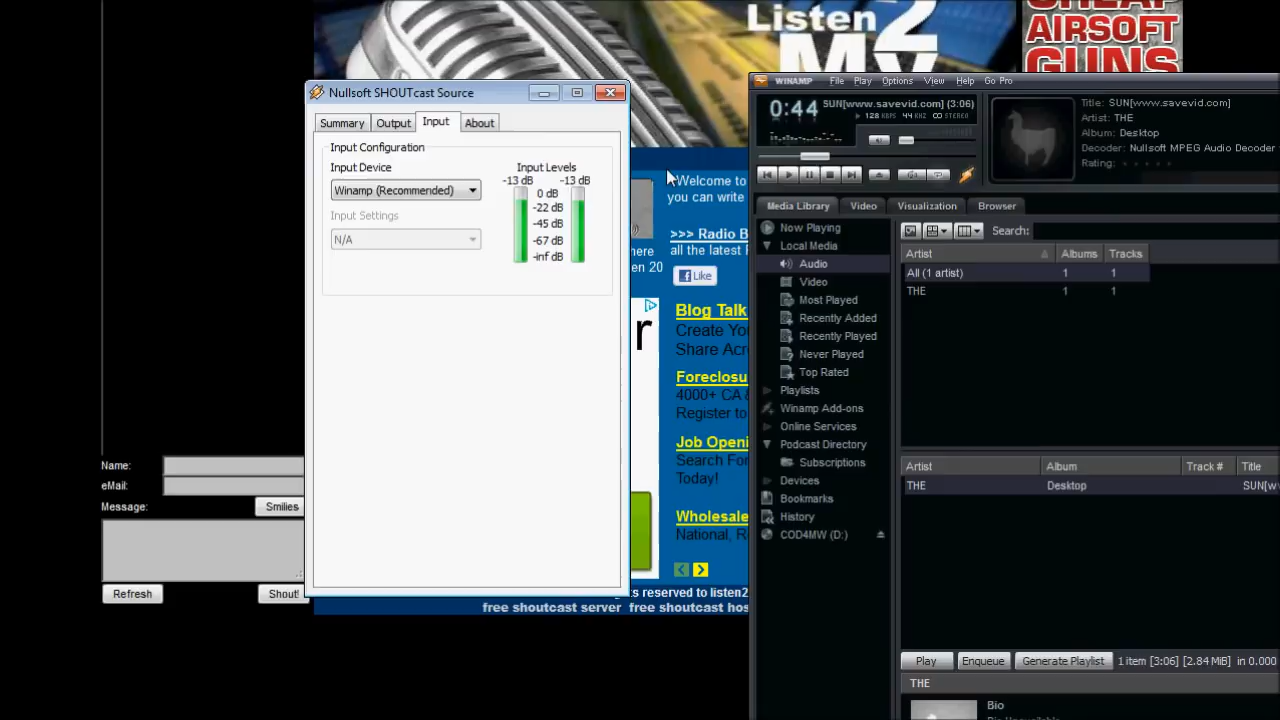 Listen 2
My
CHEAP
AIRSOFT
GUNS
Nullsoft SHOUTcast Source
Summary
Output
Input
About
Input Configuration
Input Device
Winamp (Recommended)
Input Settings
N/A
Input Levels
-13 dB
-13 dB
0 dB
-22 dB
-45 dB
-67 dB
-inf dB
Welcome to
you can write
>>> Radio B
here
all the latest
en 20
Like
r
Blog Talk
Create You
Share Acr
Foreclosu
4000+ CA &
Register to
Job Openi
Search For
Today!
Wholesale
National, R
ts reserved to listen2
free shoutcast server free shoutcast hos
Name:
eMail:
Message:
Smilies
Refresh
Shout!
WINAMP
File
Play
Options
View
Help
Go Pro
0:44
SUN[www.savevid.com] (3:06)
128 KBPS 44 KHZ STEREO
Title: SUN[www.savevid.com]
Artist: THE
Album: Desktop
Decoder: Nullsoft MPEG Audio Decoder
Rating:
Media Library
Video
Visualization
Browser
Now Playing
Local Media
Audio
Video
Most Played
Recently Added
Recently Played
Never Played
Top Rated
Playlists
Winamp Add-ons
Online Services
Podcast Directory
Subscriptions
Devices
Bookmarks
History
COD4MW (D:)
Search:
Artist Albums Tracks
All (1 artist) 1 1
THE 1 1
Artist Album Track # Title
THE Desktop SUN[w
Play
Enqueue
Generate Playlist
1 item [3:06] [2.84 MiB] in 0.000
THE
Bio